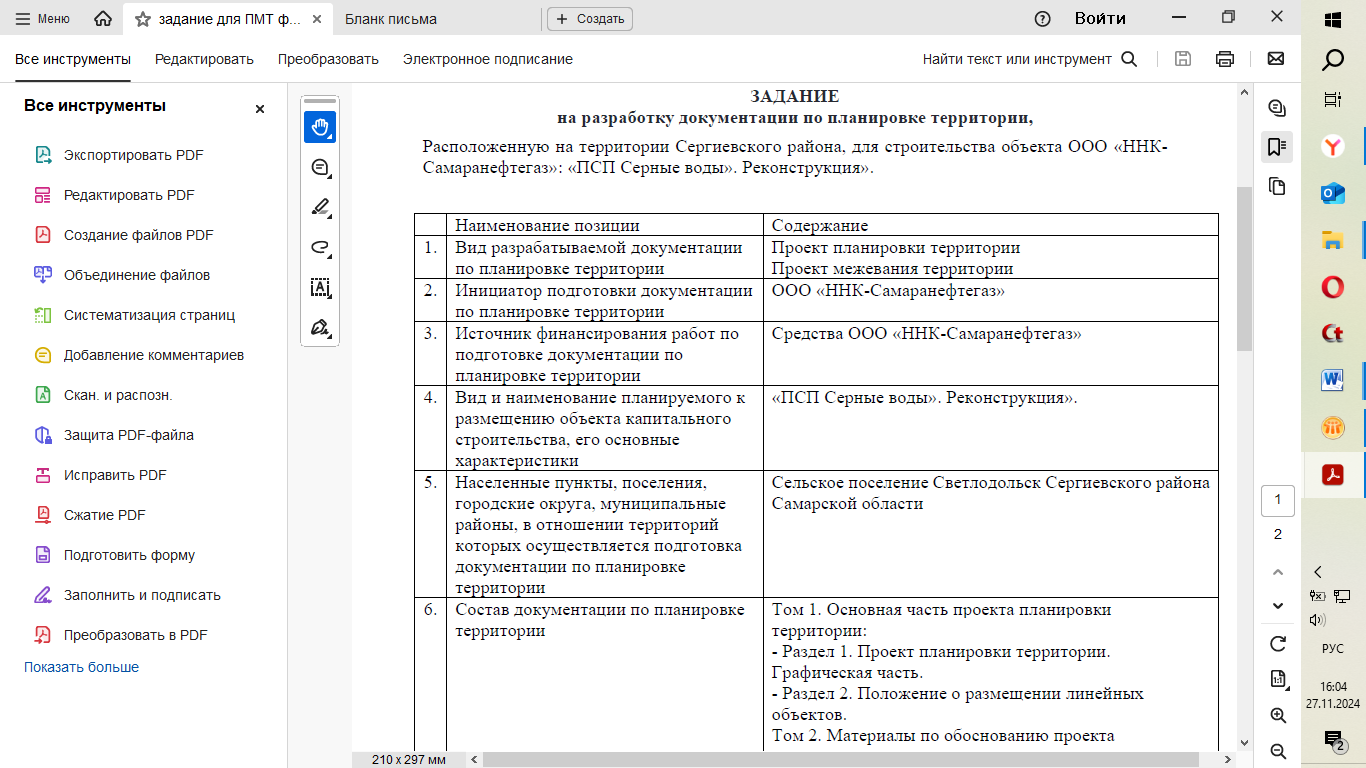 Меню
задание для ПМТ ф...
Бланк письма
Создать
Войти
Все инструменты
Редактировать
Преобразовать
Электронное подписание
Найти текст или инструмент
Все инструменты
Экспортировать PDF
Редактировать PDF
Создание файлов PDF
Объединение файлов
Систематизация страниц
Добавление комментариев
Скан. и распозн.
Защита PDF-файла
Исправить PDF
Сжатие PDF
Подготовить форму
Заполнить и подписать
Преобразовать в PDF
Показать больше
ЗАДАНИЕ
на разработку документации по планировке территории,
Расположенную на территории Сергиевского района, для строительства объекта ООО «ННК-
Самаранефтегаз»: «ПСП Серные воды». Реконструкция».
Наименование позиции
Содержание
1.
Вид разрабатываемой документации
по планировке территории
Проект планировки территории
Проект межевания территории
2.
Инициатор подготовки документации
по планировке территории
ООО «ННК-Самаранефтегаз»
3.
Источник финансирования работ по
подготовке документации по
планировке территории
Средства ООО «ННК-Самаранефтегаз»
4.
Вид и наименование планируемого к
размещению объекта капитального
строительства, его основные
характеристики
«ПСП Серные воды». Реконструкция».
5.
Населенные пункты, поселения,
городские округа, муниципальные
районы, в отношении территорий
которых осуществляется подготовка
документации по планировке
территории
Сельское поселение Светлодольск Сергиевского района
Самарской области
6.
Состав документации по планировке
территории
Том 1. Основная часть проекта планировки
территории:
- Раздел 1. Проект планировки территории.
Графическая часть.
- Раздел 2. Положение о размещении линейных
объектов.
Том 2. Материалы по обоснованию проекта
210 x 297 мм
1
2
1:1
Ct
РУС
16:04
27.11.2024
2